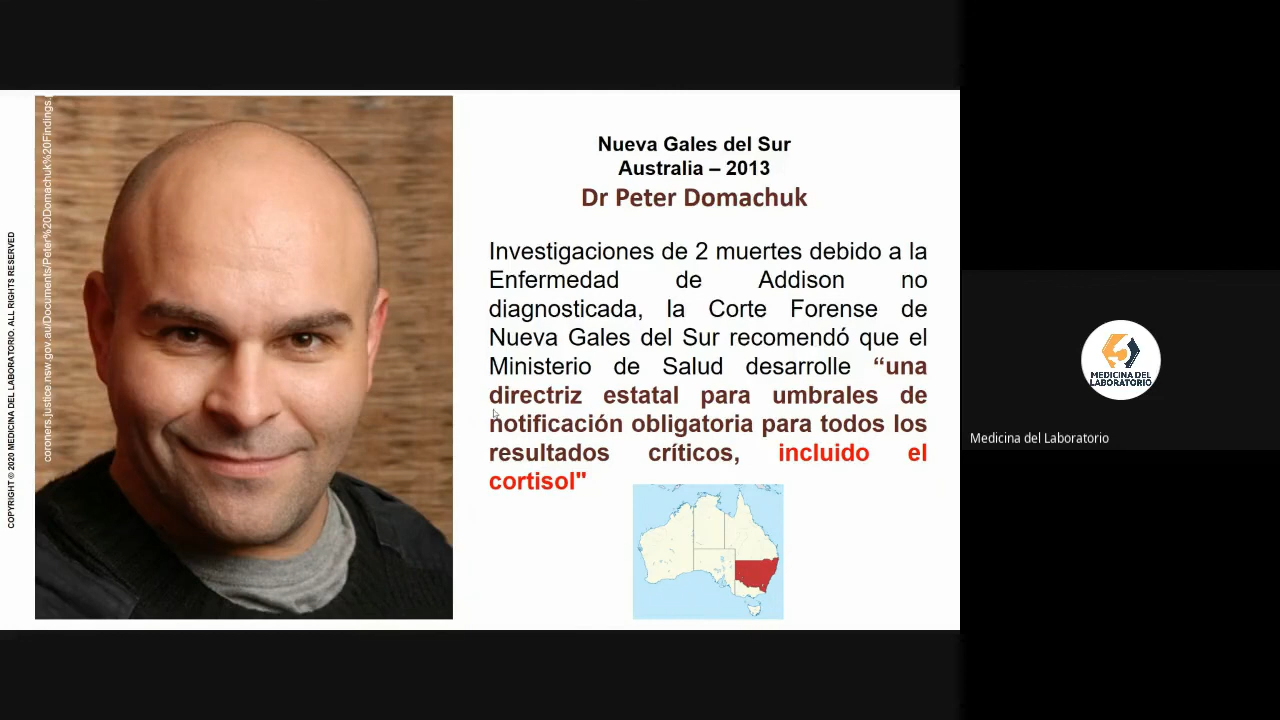 COPYRIGHT © 2020 MEDICINA DEL LABORATORIO. ALL RIGHTS RESERVED
coroners.justice.nsw.gov.au/Documents/Peter%20Domachuk%20Findings.
Nueva Gales del Sur
Australia – 2013
Dr Peter Domachuk
Investigaciones de 2 muertes debido a la
Enfermedad de Addison no
diagnosticada, la Corte Forense de
Nueva Gales del Sur recomendó que el
Ministerio de Salud desarrolle “una
directriz estatal para umbrales de
notificación obligatoria para todos los
resultados críticos, incluido el
cortisol"
MEDICINA DEL
LABORATORIO
Medicina del Laboratorio